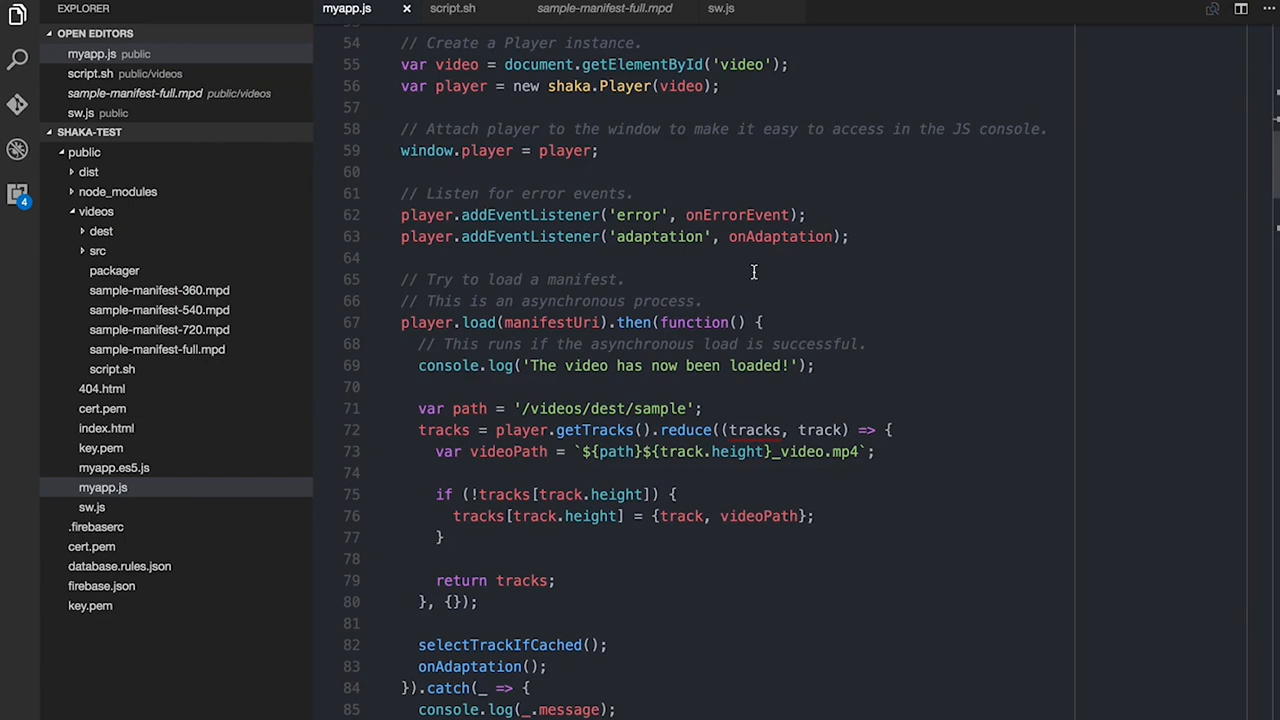 EXPLORER
OPEN EDITORS
myapp.js public
script.sh public/videos
sample-manifest-full.mpd public/videos
sw.js public
SHAKA-TEST
public
dist
node_modules
videos
dest
src
packager
sample-manifest-360.mpd
sample-manifest-540.mpd
sample-manifest-720.mpd
sample-manifest-full.mpd
script.sh
404.html
cert.pem
index.html
key.pem
myapp.es5.js
myapp.js
sw.js
.firebaserc
cert.pem
database.rules.json
firebase.json
key.pem
4
myapp.js × script.sh sample-manifest-full.mpd sw.js
54 // Create a Player instance.
55 var video = document.getElementById('video');
56 var player = new shaka.Player(video);
57
58 // Attach player to the window to make it easy to access in the JS console.
59 window.player = player;
60
61 // Listen for error events.
62 player.addEventListener('error', onErrorEvent);
63 player.addEventListener('adaptation', onAdaptation);
64
65 // Try to load a manifest.
66 // This is an asynchronous process.
67 player.load(manifestUri).then(function() {
68 // This runs if the asynchronous load is successful.
69 console.log('The video has now been loaded!');
70
71 var path = '/videos/dest/sample';
72 tracks = player.getTracks().reduce((tracks, track) => {
73 var videoPath = `${path}${track.height}_video.mp4`;
74
75 if (!tracks[track.height]) {
76 tracks[track.height] = {track, videoPath};
77 }
78
79 return tracks;
80 }, {});
81
82 selectTrackIfCached();
83 onAdaptation();
84 }).catch(_ => {
85 console.log(_.message);